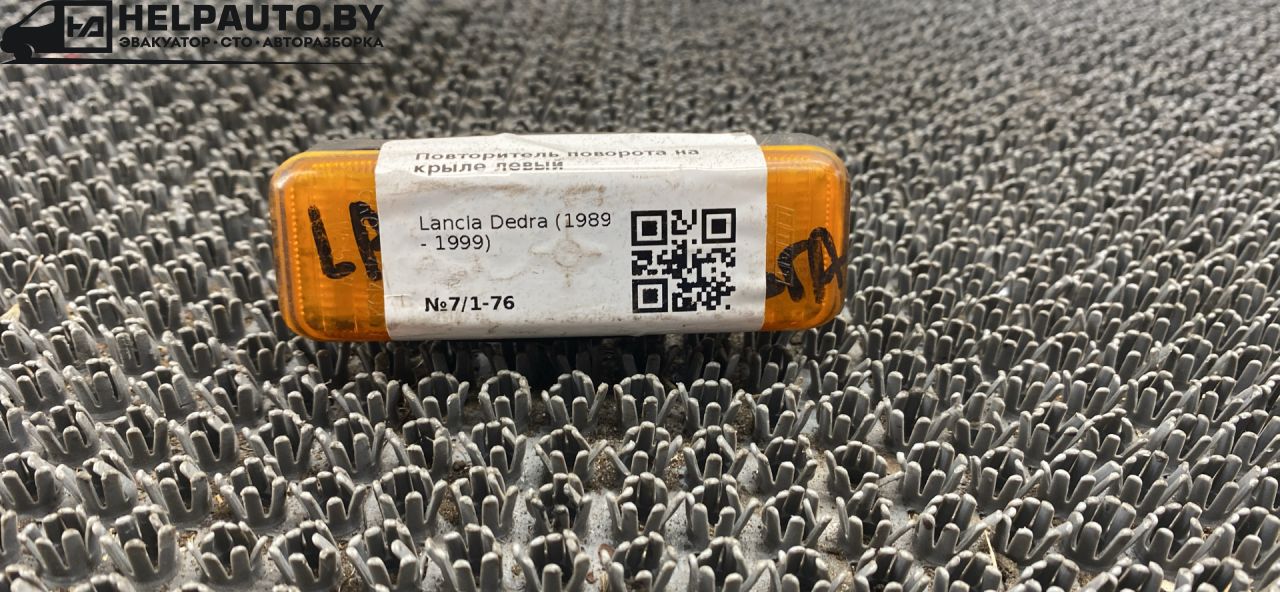 HELPAUTO.BY
ЭВАКУАТОР·СТО·АВТОРАЗБОРКА
Повторитель поворота на
крыле левый
Lancia Dedra (1989
- 1999)
№7/1-76